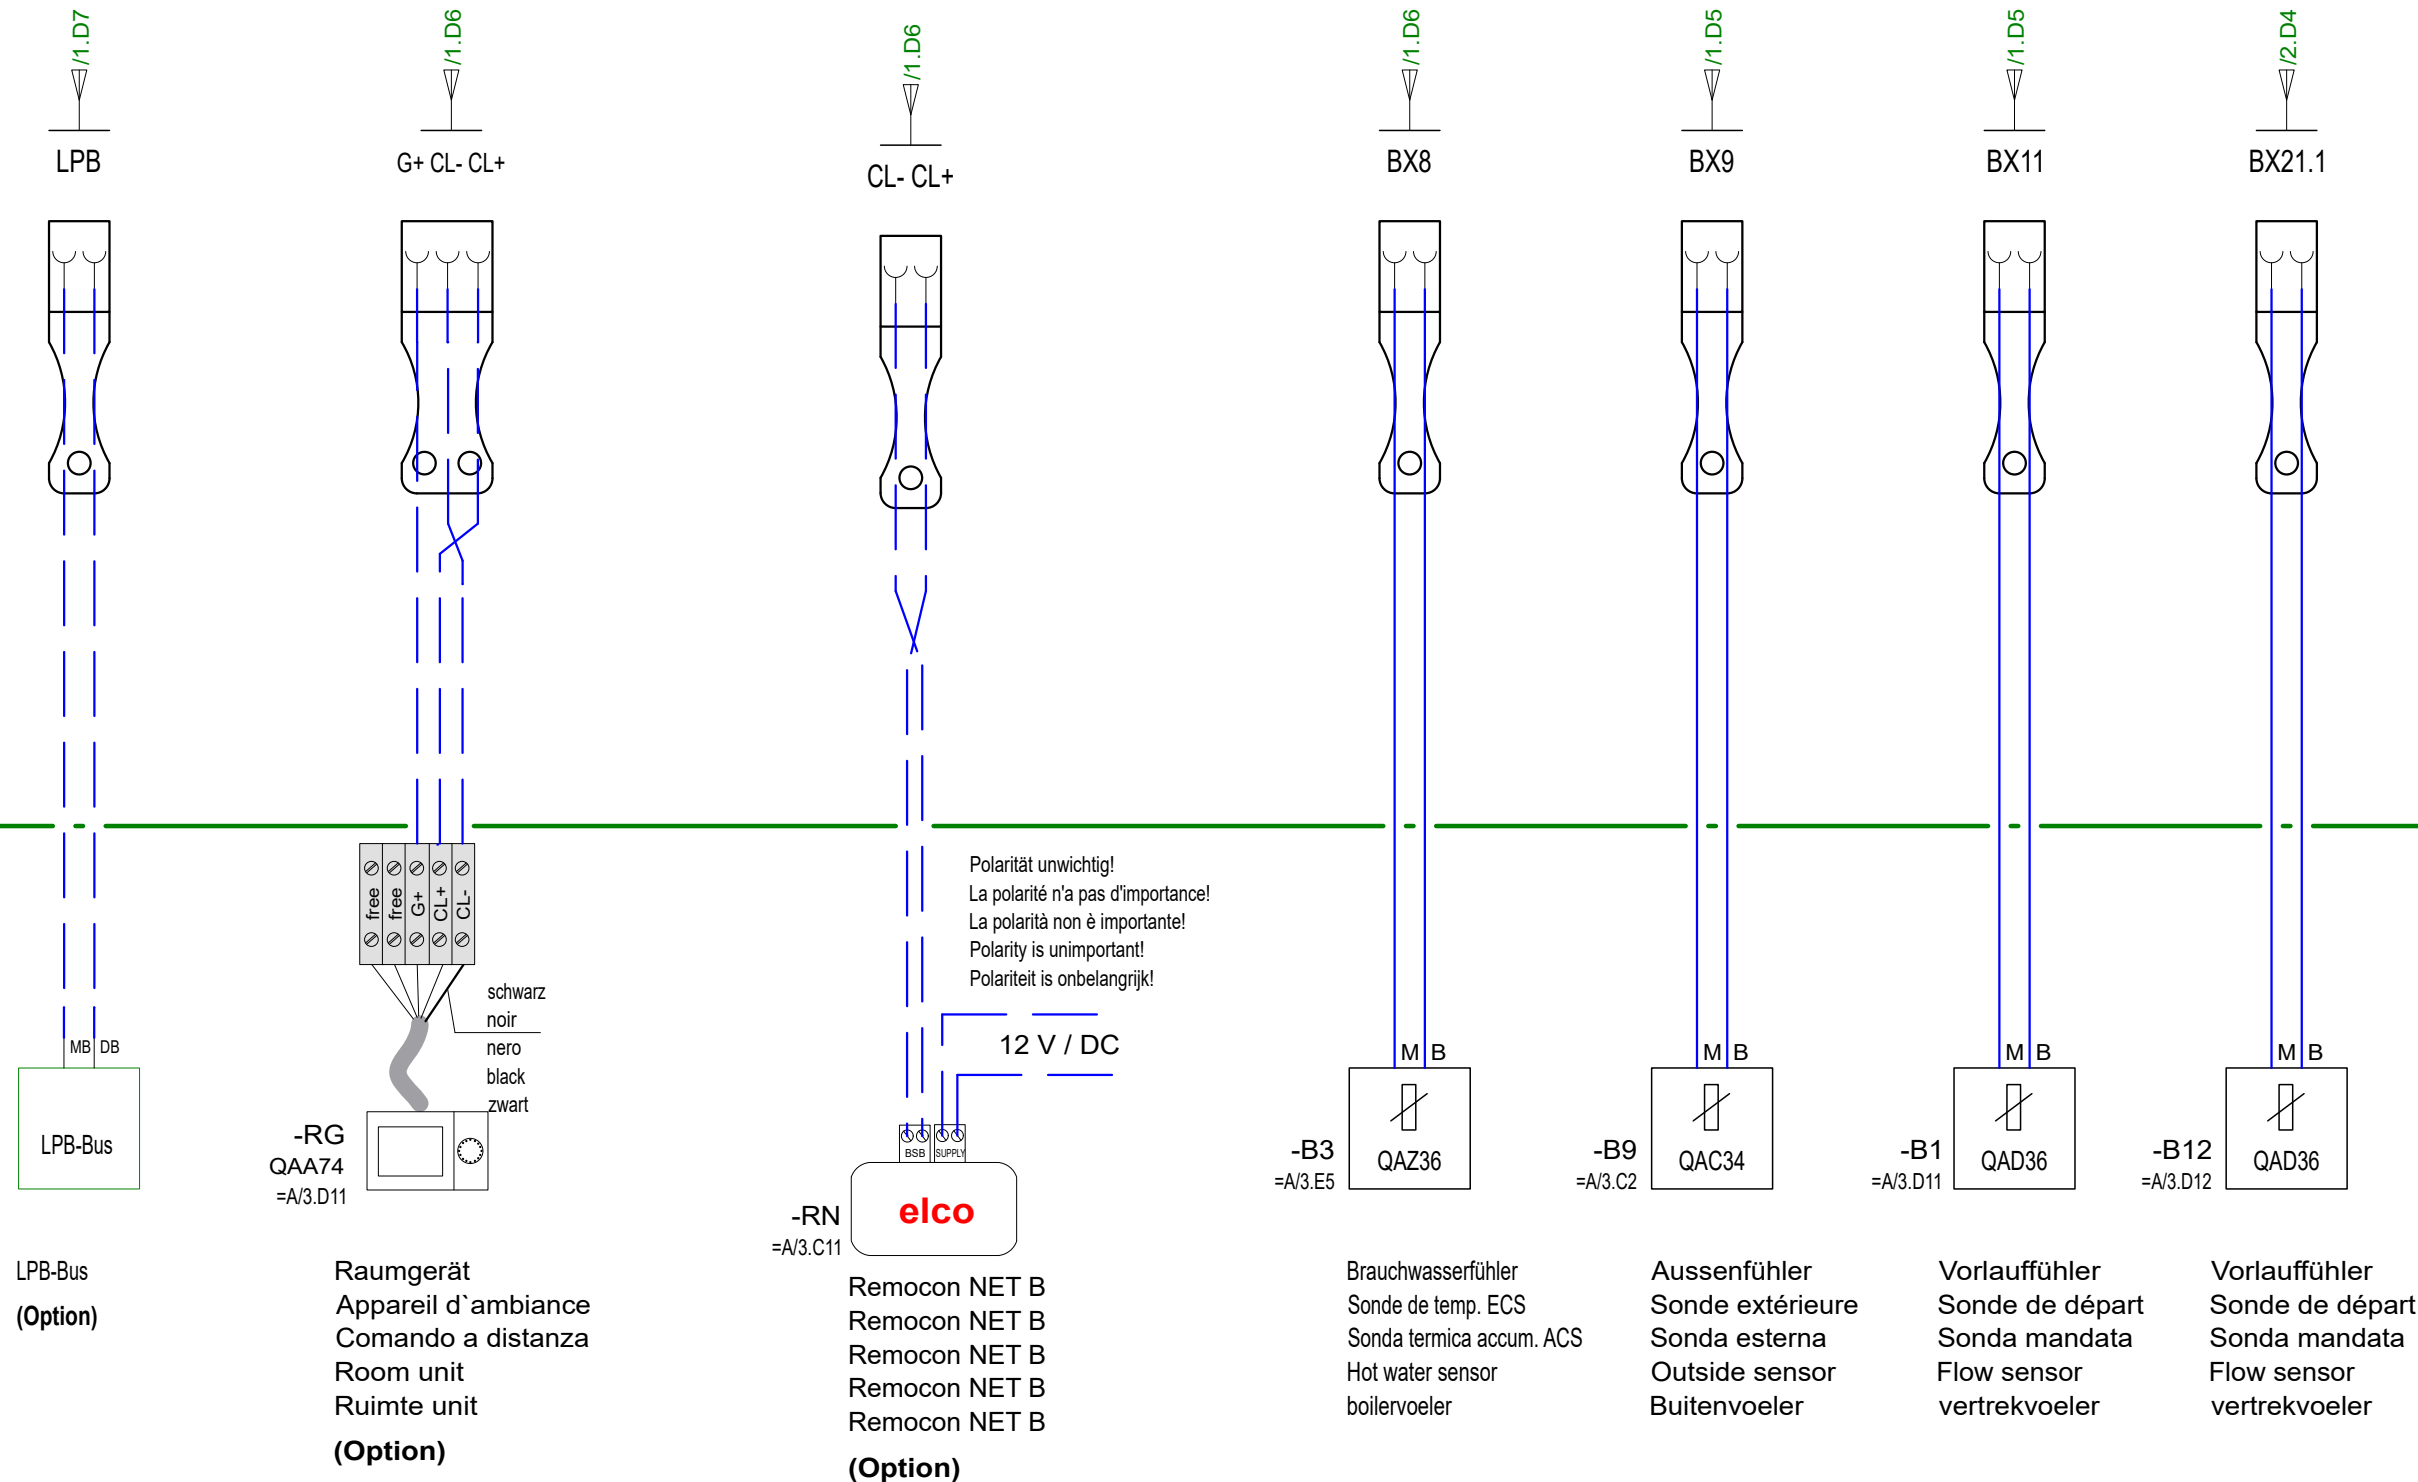 /1.D7
/1.D6
/1.D6
/1.D6
/1.D5
/1.D5
/2.D4
LPB
G+ CL- CL+
CL- CL+
BX8
BX9
BX11
BX21.1
Polarität unwichtig!
La polarité n'a pas d'importance!
La polarità non è importante!
Polarity is unimportant!
Polariteit is onbelangrijk!
free
free
G+
CL+
CL-
schwarz
noir
nero
black
zwart
12 V / DC
MB DB
LPB-Bus
-RG
QAA74
=A/3.D11
BSB
SUPPLY
elco
-RN
=A/3.C11
M B
-B3
=A/3.E5
QAZ36
M B
-B9
=A/3.C2
QAC34
M B
-B1
=A/3.D11
QAD36
M B
-B12
=A/3.D12
QAD36
LPB-Bus
(Option)
Raumgerät
Appareil d`ambiance
Comando a distanza
Room unit
Ruimte unit
(Option)
Remocon NET B
Remocon NET B
Remocon NET B
Remocon NET B
Remocon NET B
(Option)
Brauchwasserfühler
Sonde de temp. ECS
Sonda termica accum. ACS
Hot water sensor
boilervoeler
Aussenfühler
Sonde extérieure
Sonda esterna
Outside sensor
Buitenvoeler
Vorlauffühler
Sonde de départ
Sonda mandata
Flow sensor
vertrekvoeler
Vorlauffühler
Sonde de départ
Sonda mandata
Flow sensor
vertrekvoeler